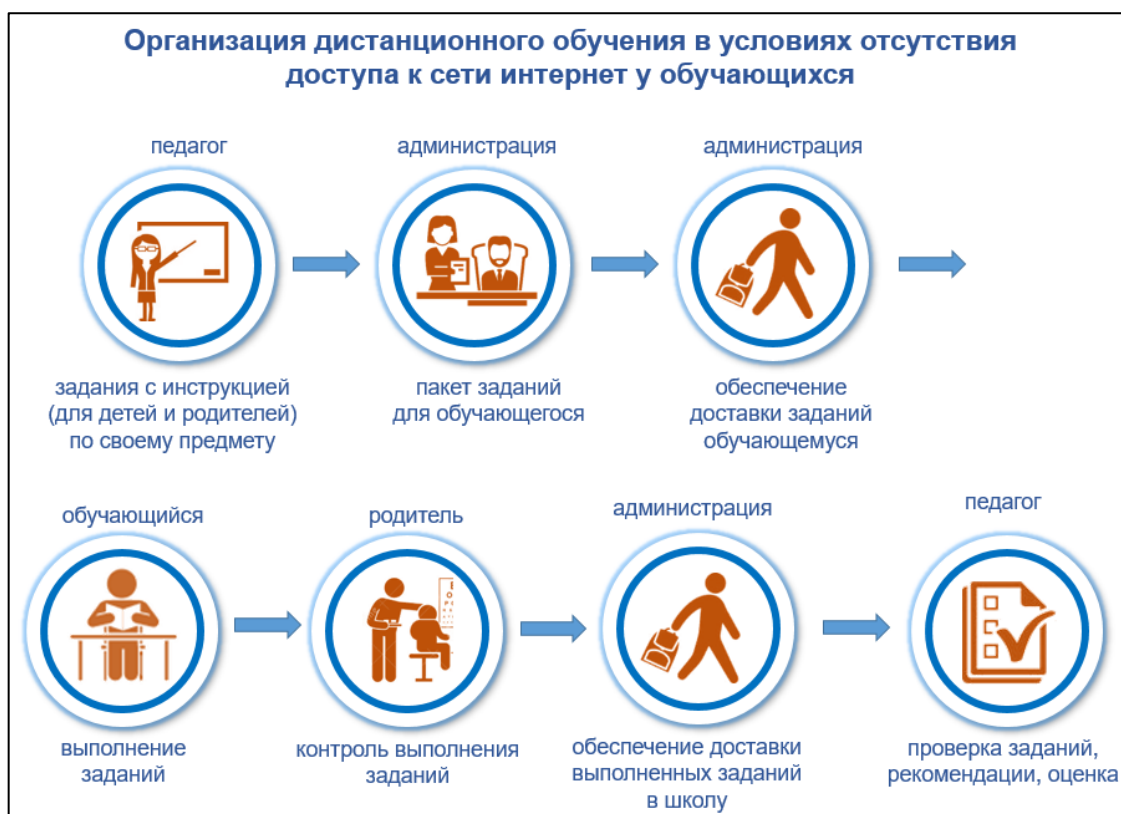 Организация дистанционного обучения в условиях отсутствия
доступа к сети интернет у обучающихся
педагог
администрация
администрация
задания с инструкцией
(для детей и родителей)
по своему предмету
пакет заданий
для обучающегося
обеспечение
доставки заданий
обучающемуся
обучающийся
родитель
администрация
педагог
выполнение
заданий
контроль выполнения
заданий
обеспечение доставки
выполненных заданий
в школу
проверка заданий,
рекомендации, оценка